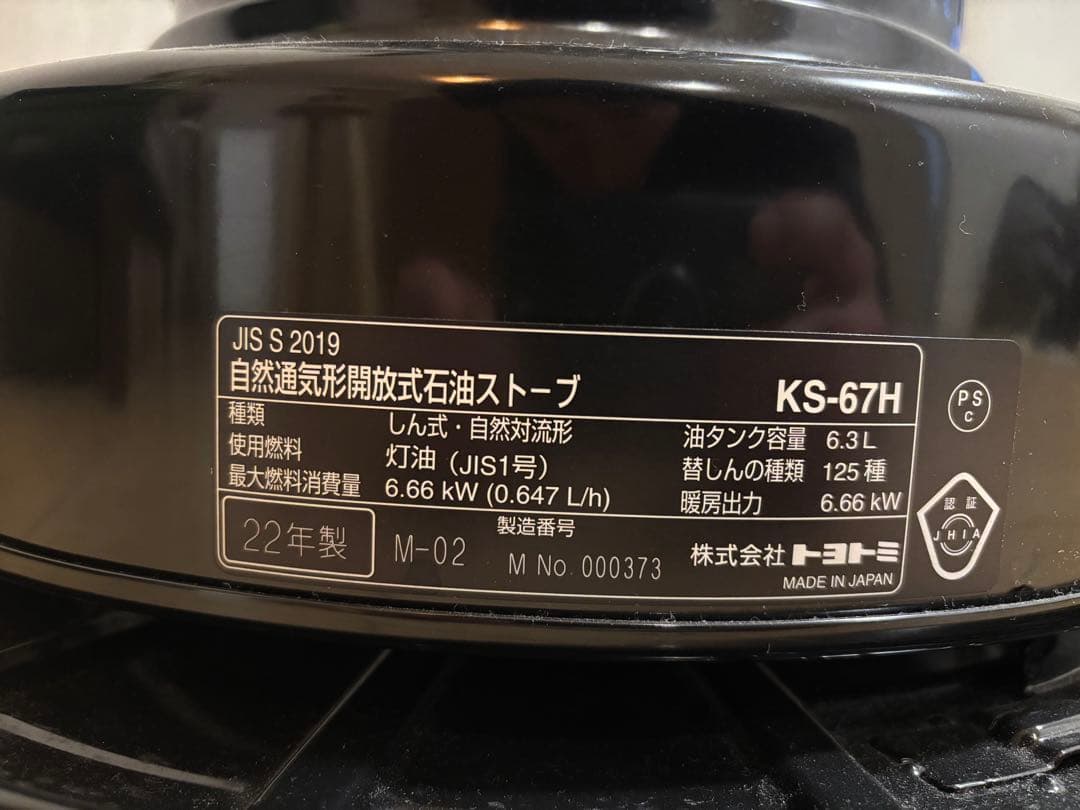 JIS S 2019
自然通気形開放式石油ストーブ KS-67H
種類 しん式・自然対流形
使用燃料 灯油（JIS1号）
最大燃料消費量 6.66 kW (0.647 L/h)
油タンク容量 6.3 L
替しんの種類 125 種
暖房出力 6.66 kW
22年製 M-02
製造番号
M No. 000373
株式会社 トヨトミ
MADE IN JAPAN
PS
C
認証
JHIA